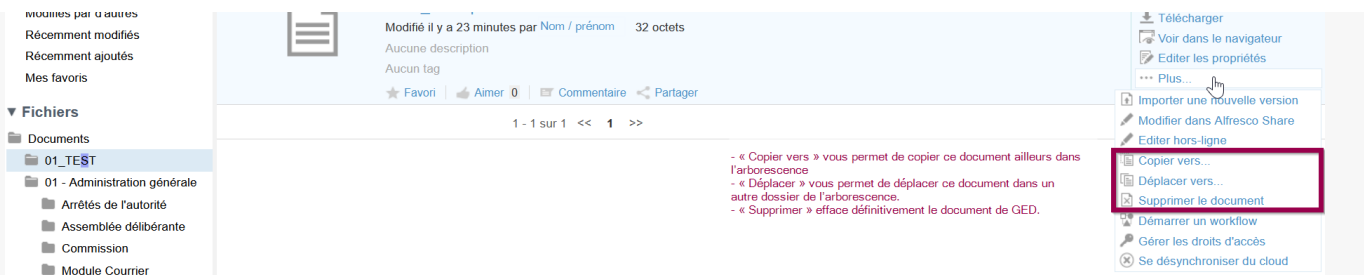 Modifiés par d'autres
Récemment modifiés
Récemment ajoutés
Mes favoris
Fichiers
Documents
01_TEST
01 - Administration générale
Arrêtés de l'autorité
Assemblée délibérante
Commission
Module Courrier
Modifié il y a 23 minutes par Nom / prénom 32 octets
Aucune description
Aucun tag
Favori Aimer 0 Commentaire Partager
1 - 1 sur 1 << 1 >>
- « Copier vers » vous permet de copier ce document ailleurs dans
l'arborescence
- « Déplacer » vous permet de déplacer ce document dans un
autre dossier de l'arborescence.
- « Supprimer » efface définitivement le document de GED.
Télécharger
Voir dans le navigateur
Editer les propriétés
Plus...
Importer une nouvelle version
Modifier dans Alfresco Share
Editer hors-ligne
Copier vers...
Déplacer vers...
Supprimer le document
Démarrer un workflow
Gérer les droits d'accès
Se désynchroniser du cloud